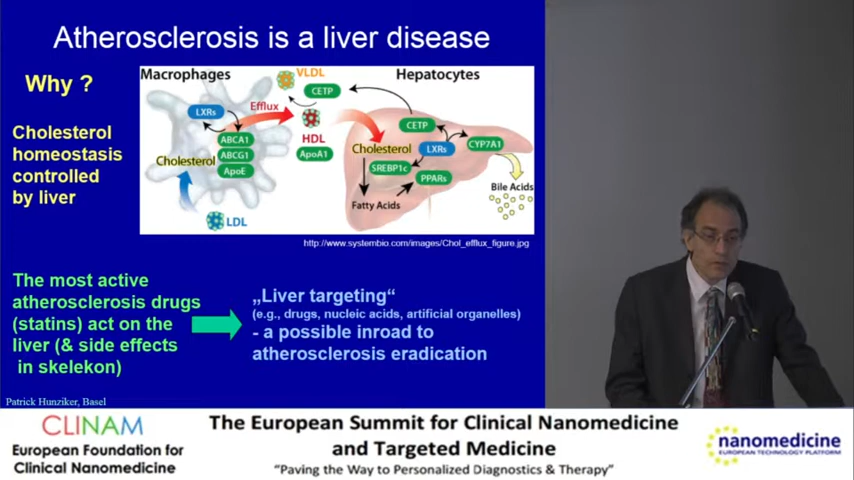 Atherosclerosis is a liver disease
Why ?
Cholesterol
homeostasis
controlled
by liver
Macrophages
Hepatocytes
VLDL
CETP
LXRs
Efflux
HDL
ApoA1
ABCA1
ABCG1
ApoE
Cholesterol
LDL
CETP
Cholesterol
LXRs
CYP7A1
SREBP1c
PPARs
Fatty Acids
Bile Acids
http://www.systembio.com/images/Chol_efflux_figure.jpg
The most active
atherosclerosis drugs
(statins) act on the
liver (& side effects
in skelekon)
„Liver targeting“
(e.g., drugs, nucleic acids, artificial organelles)
- a possible inroad to
atherosclerosis eradication
Patrick Hunziker, Basel
CLINAM
European Foundation for
Clinical Nanomedicine
The European Summit for Clinical Nanomedicine
and Targeted Medicine
“Paving the Way to Personalized Diagnostics & Therapy”
nanomedicine
EUROPEAN TECHNOLOGY PLATFORM